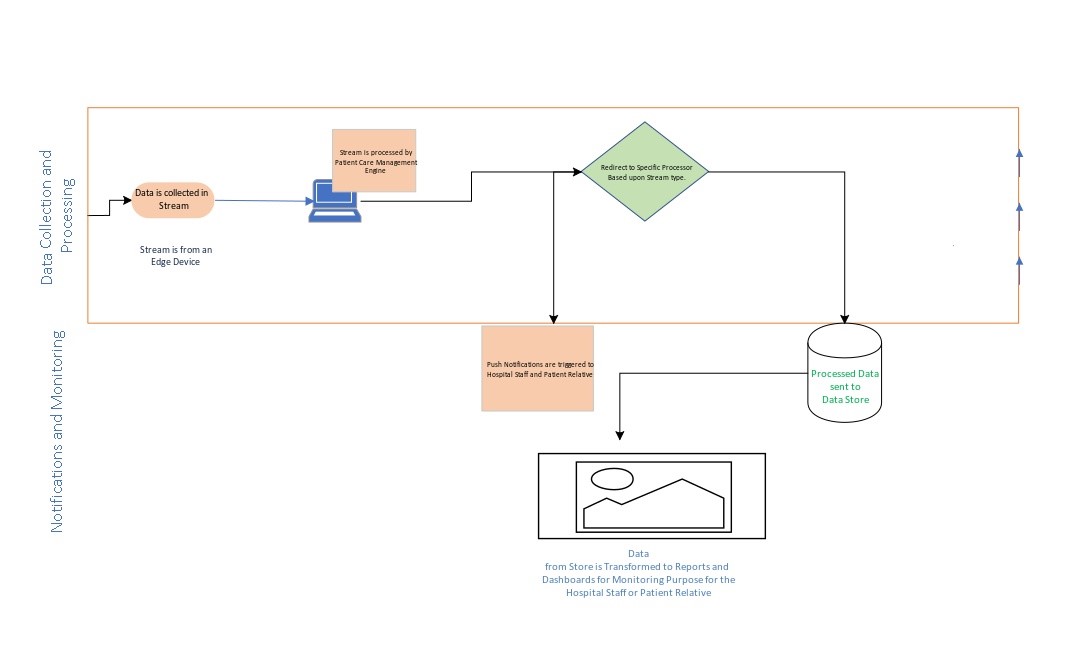 Data Collection and
Processing
Data is collected in
Stream
Stream is from an
Edge Device
Stream is processed by
Patient Care Management
Engine
Redirect to Specific Processor
Based upon Stream type.
Notifications and Monitoring
Push Notifications are triggered to
Hospital Staff and Patient Relative
Processed Data
sent to
Data Store
Data
from Store is Transformed to Reports and
Dashboards for Monitoring Purpose for the
Hospital Staff or Patient Relative